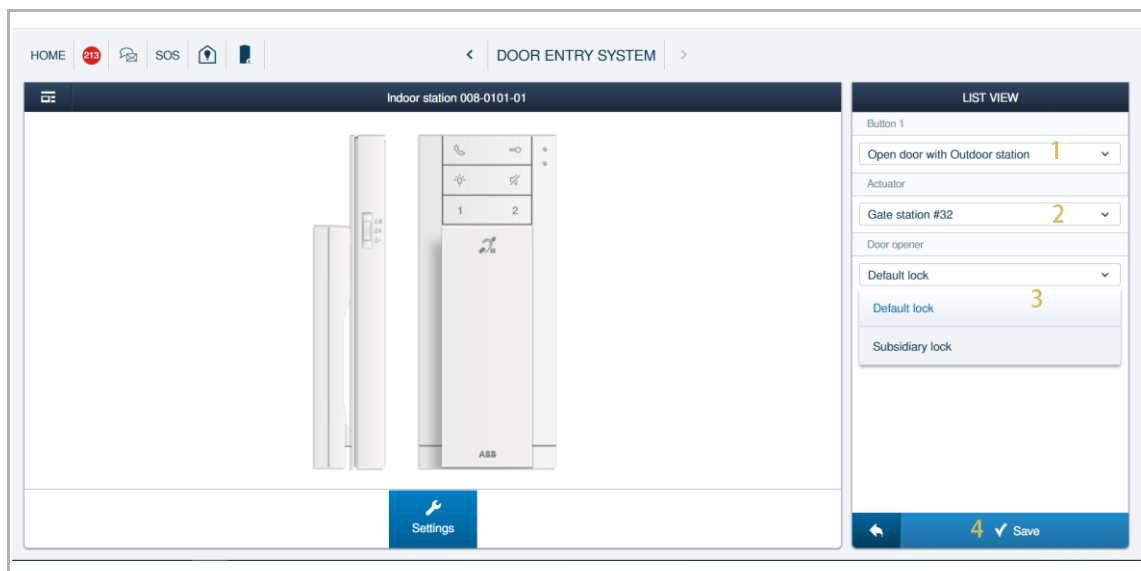 HOME 213 SOS DOOR ENTRY SYSTEM
Indoor station 008-0101-01
LIST VIEW
Button 1
Open door with Outdoor station 1
Actuator
Gate station #32 2
Door opener
Default lock
3
Default lock
Subsidiary lock
1 2
ABB
Settings
4 Save